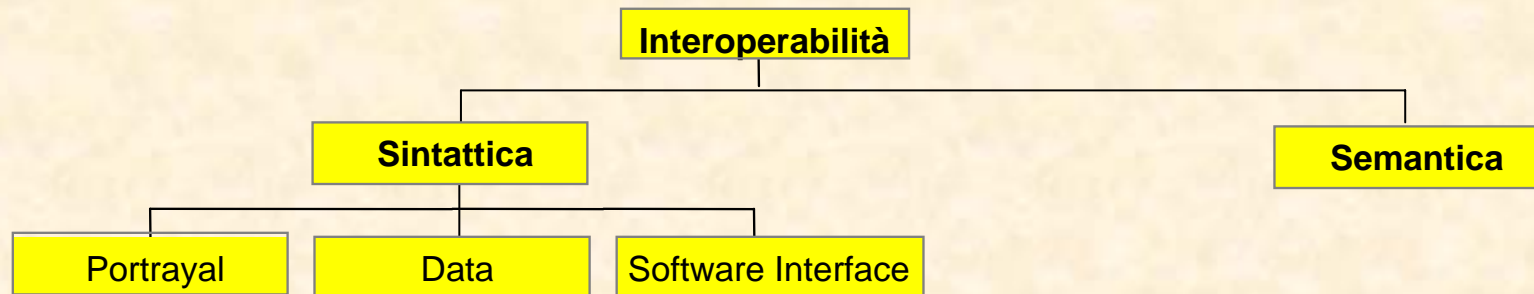 Interoperabilità
Sintattica
Semantica
Portrayal
Data
Software Interface